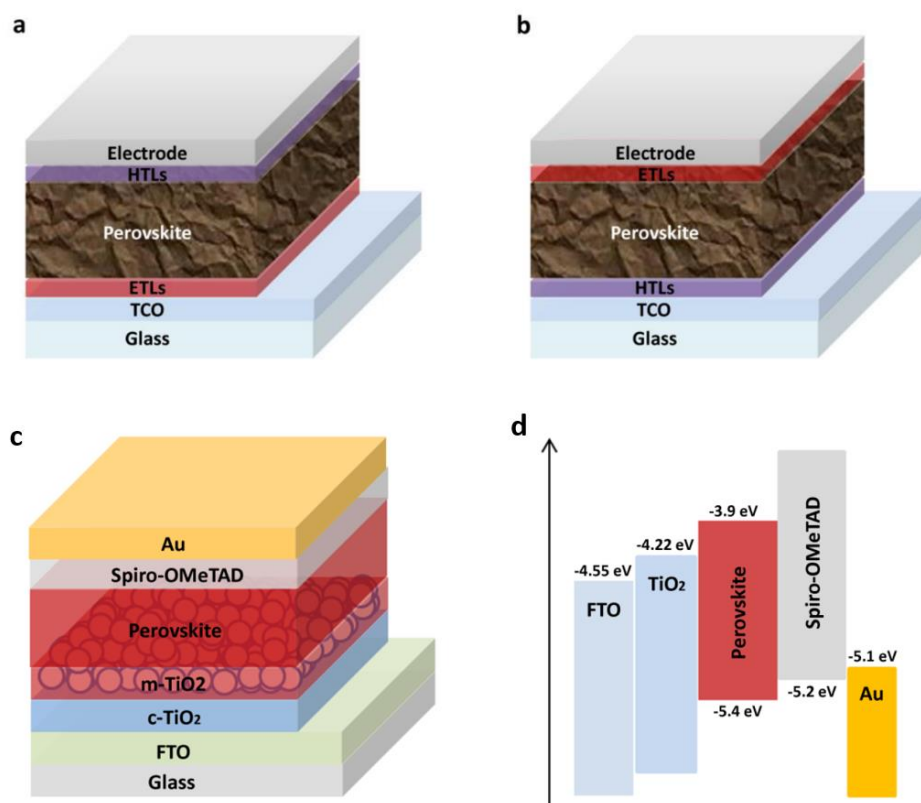 a
Electrode
HTLs
Perovskite
ETLs
TCO
Glass
b
Electrode
ETLs
Perovskite
HTLs
TCO
Glass
c
Au
Spiro-OMeTAD
Perovskite
m-TiO2
c-TiO₂
FTO
Glass
d
-4.55 eV
FTO
-4.22 eV
TiO₂
-3.9 eV
Perovskite
-5.4 eV
Spiro-OMeTAD
-5.2 eV
-5.1 eV
Au